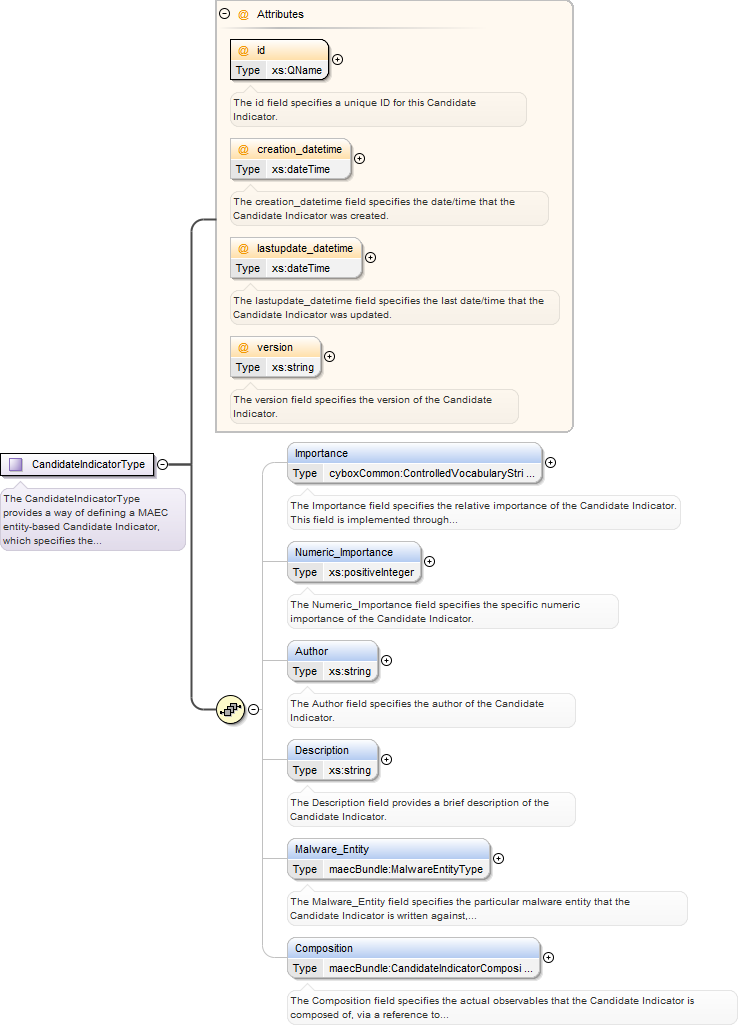 Attributes
@ id
Type xs:QName
The id field specifies a unique ID for this Candidate
Indicator.
@ creation_datetime
Type xs:dateTime
The creation_datetime field specifies the date/time that the
Candidate Indicator was created.
@ lastupdate_datetime
Type xs:dateTime
The lastupdate_datetime field specifies the last date/time that the
Candidate Indicator was updated.
@ version
Type xs:string
The version field specifies the version of the Candidate
Indicator.
CandidateIndicatorType
The CandidateIndicatorType
provides a way of defining a MAEC
entity-based Candidate Indicator,
which specifies the...
Importance
Type cyboxCommon:ControlledVocabularyStri ...
The Importance field specifies the relative importance of the Candidate Indicator.
This field is implemented through...
Numeric_Importance
Type xs:positiveInteger
The Numeric_Importance field specifies the specific numeric
importance of the Candidate Indicator.
Author
Type xs:string
The Author field specifies the author of the Candidate
Indicator.
Description
Type xs:string
The Description field provides a brief description of the
Candidate Indicator.
Malware_Entity
Type maecBundle:MalwareEntityType
The Malware_Entity field specifies the particular malware entity that the
Candidate Indicator is written against,...
Composition
Type maecBundle:CandidateIndicatorComposi ...
The Composition field specifies the actual observables that the Candidate Indicator is
composed of, via a reference to...